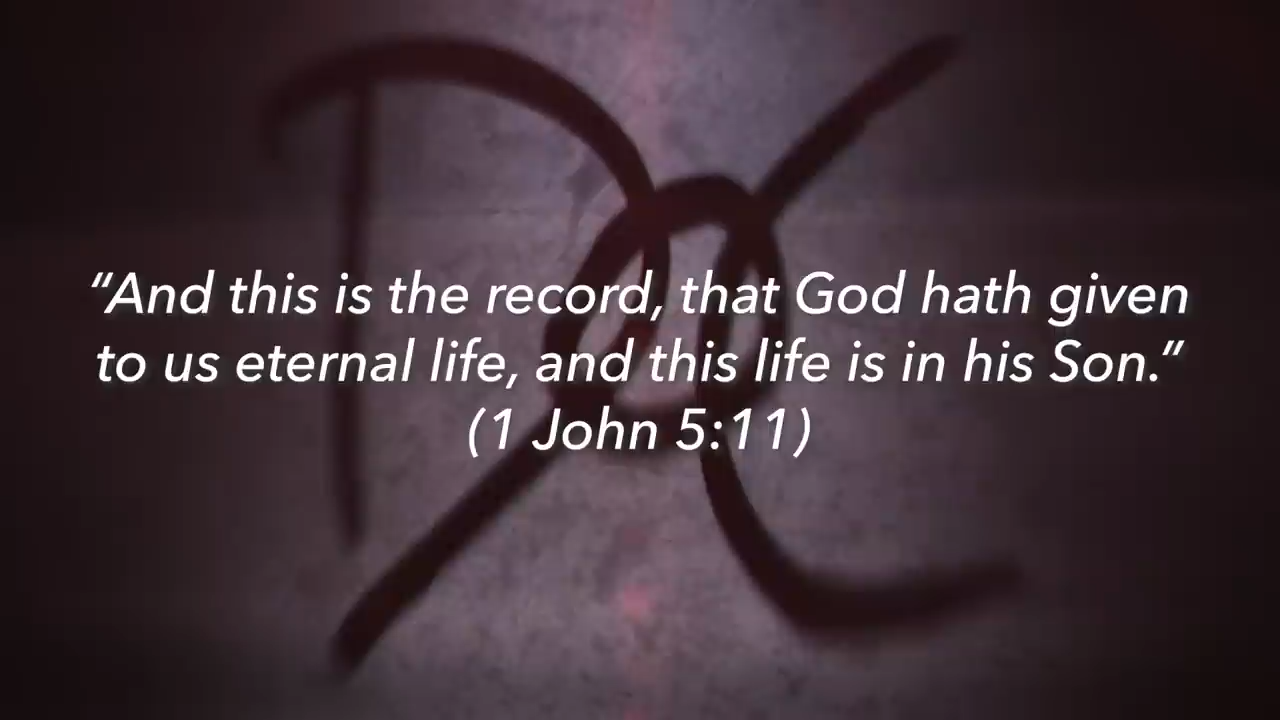 “And this is the record, that God hath given
to us eternal life, and this life is in his Son.”
(1 John 5:11)